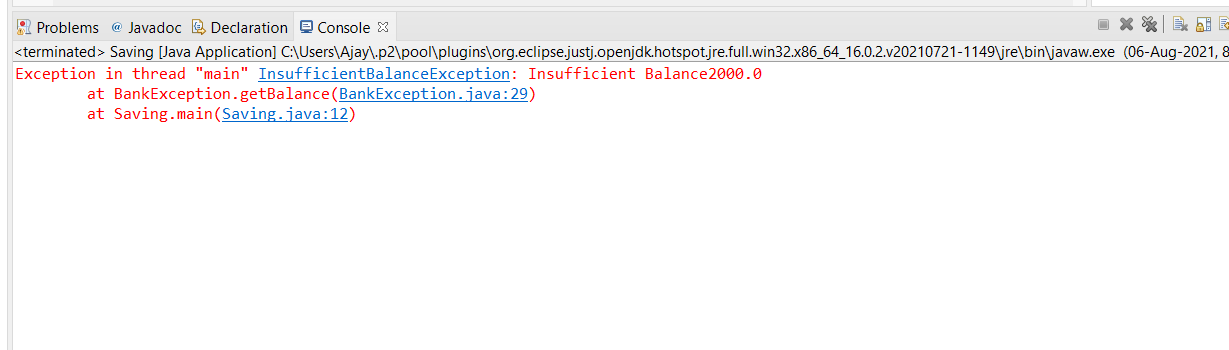 Problems @ Javadoc Declaration Console
<terminated> Saving [Java Application] C:\Users\Ajay\.p2\pool\plugins\org.eclipse.justj.openjdk.hotspot.jre.full.win32.x86_64_16.0.2.v20210721-1149\jre\bin\javaw.exe (06-Aug-2021, 8
Exception in thread "main" InsufficientBalanceException: Insufficient Balance2000.0
at BankException.getBalance(BankException.java:29)
at Saving.main(Saving.java:12)